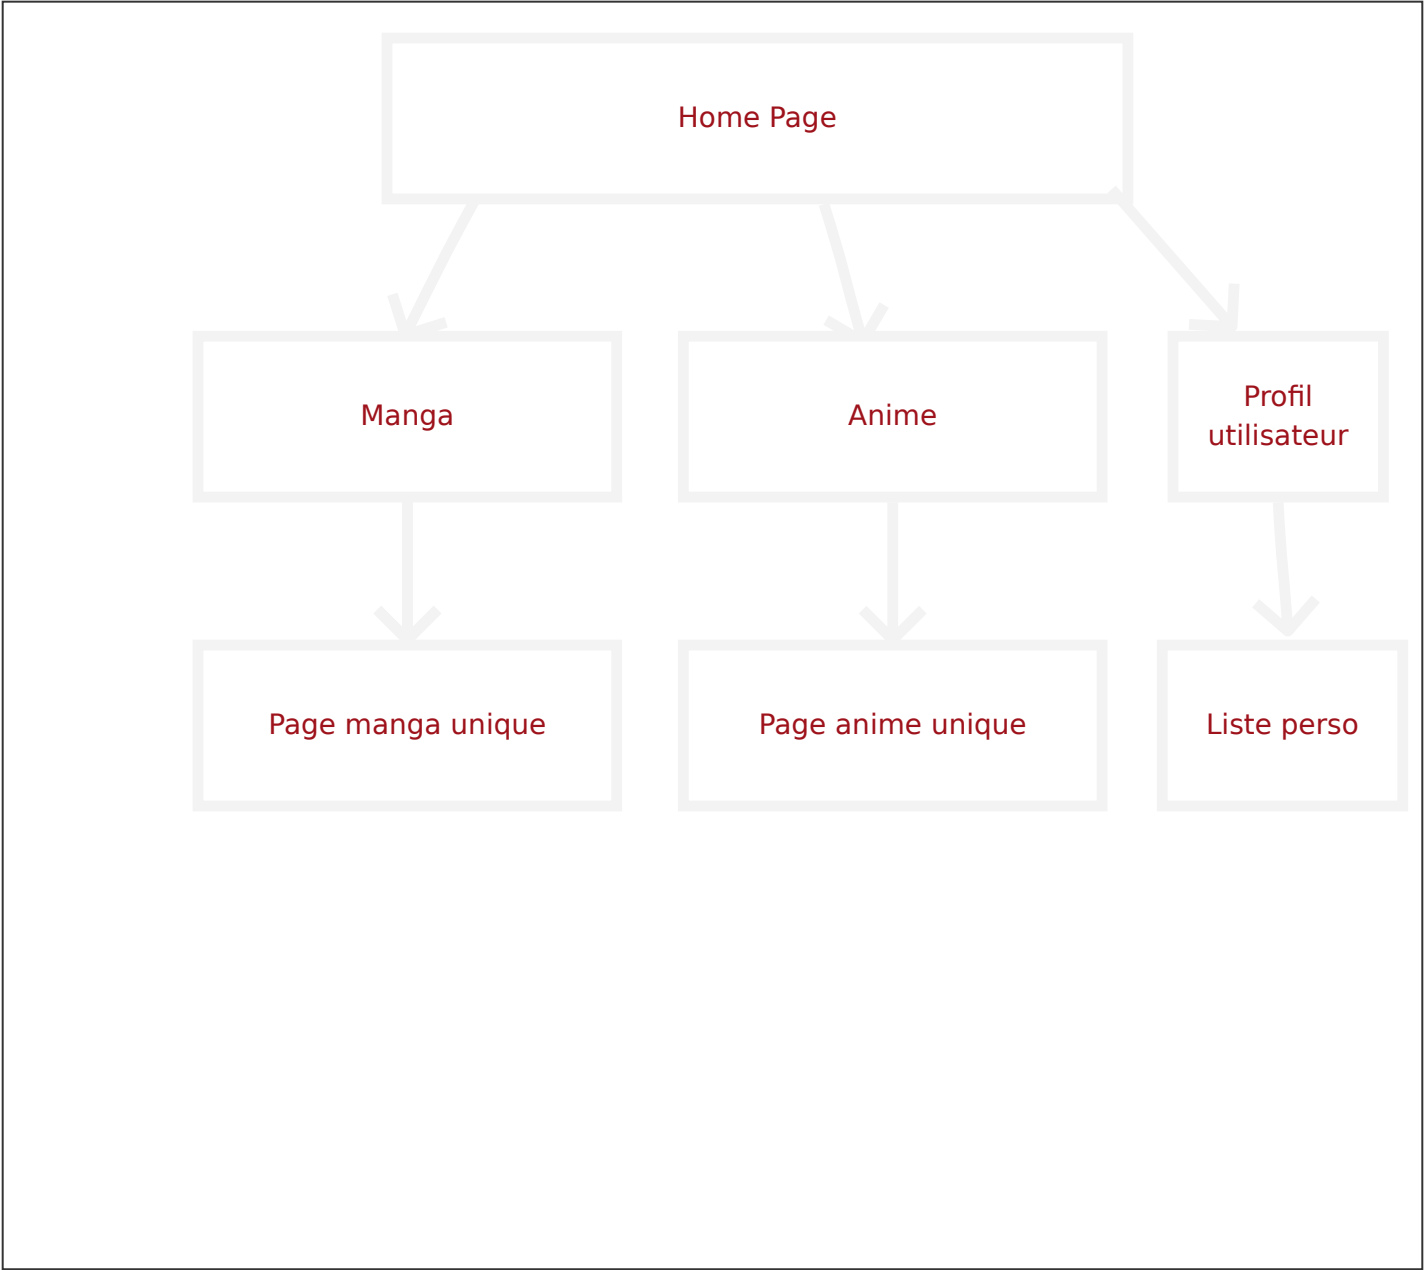 Home Page
Manga
Anime
Profil
utilisateur
Page manga unique
Page anime unique
Liste perso